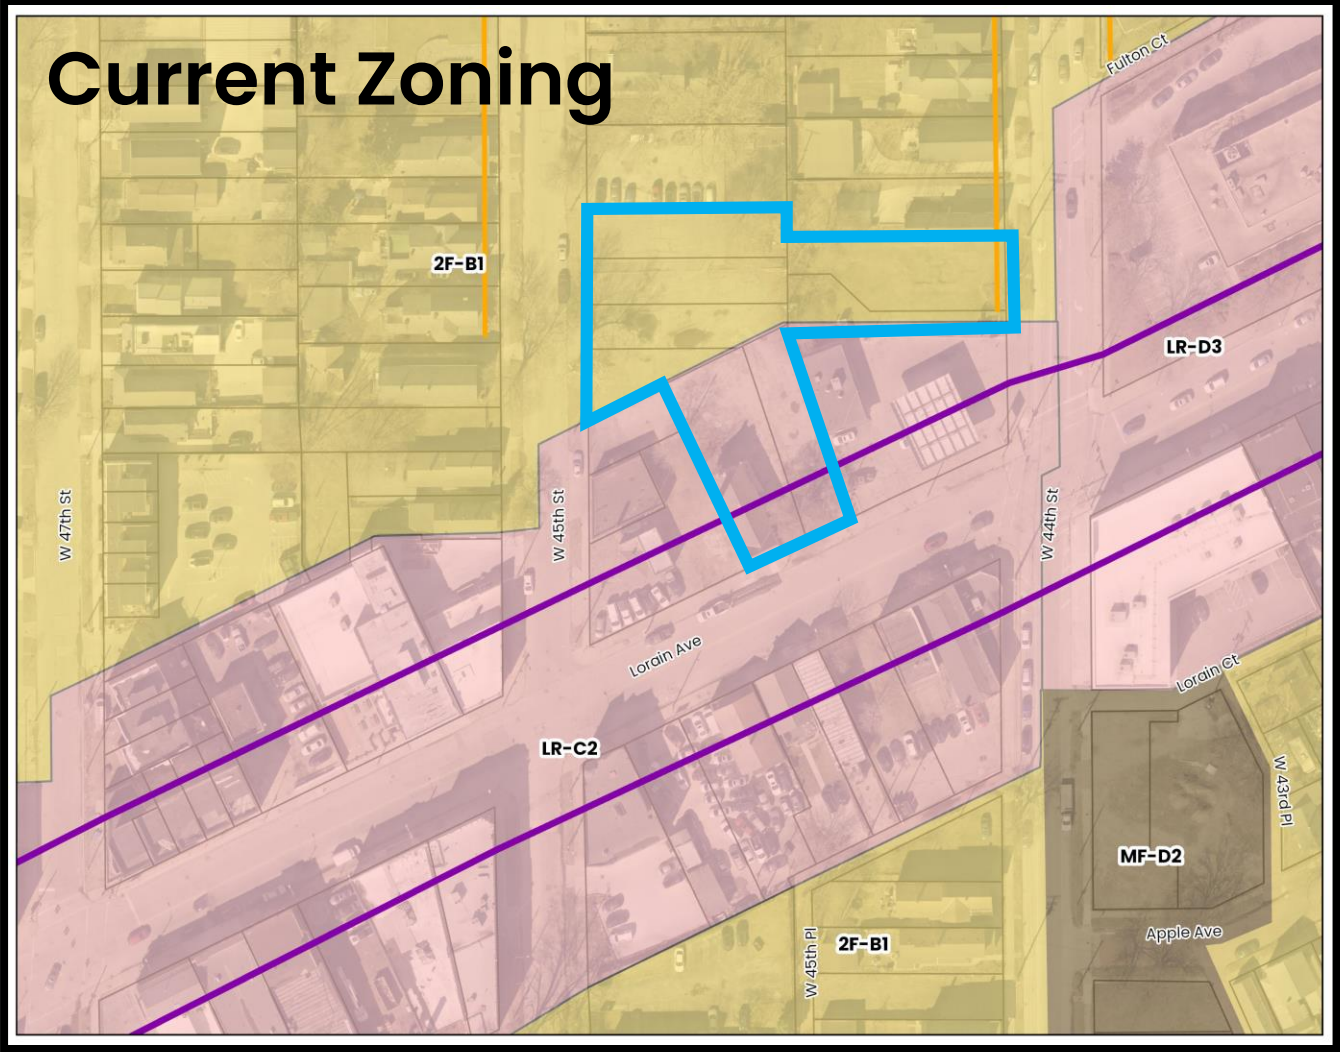 Current Zoning
Fulton Ct
2F-B1
LR-D3
W 47th St
W 45th St
W 44th St
Lorain Ave
Lorain Ct
LR-C2
W 43rd Pl
MF-D2
Apple Ave
2F-B1
W 45th Pl